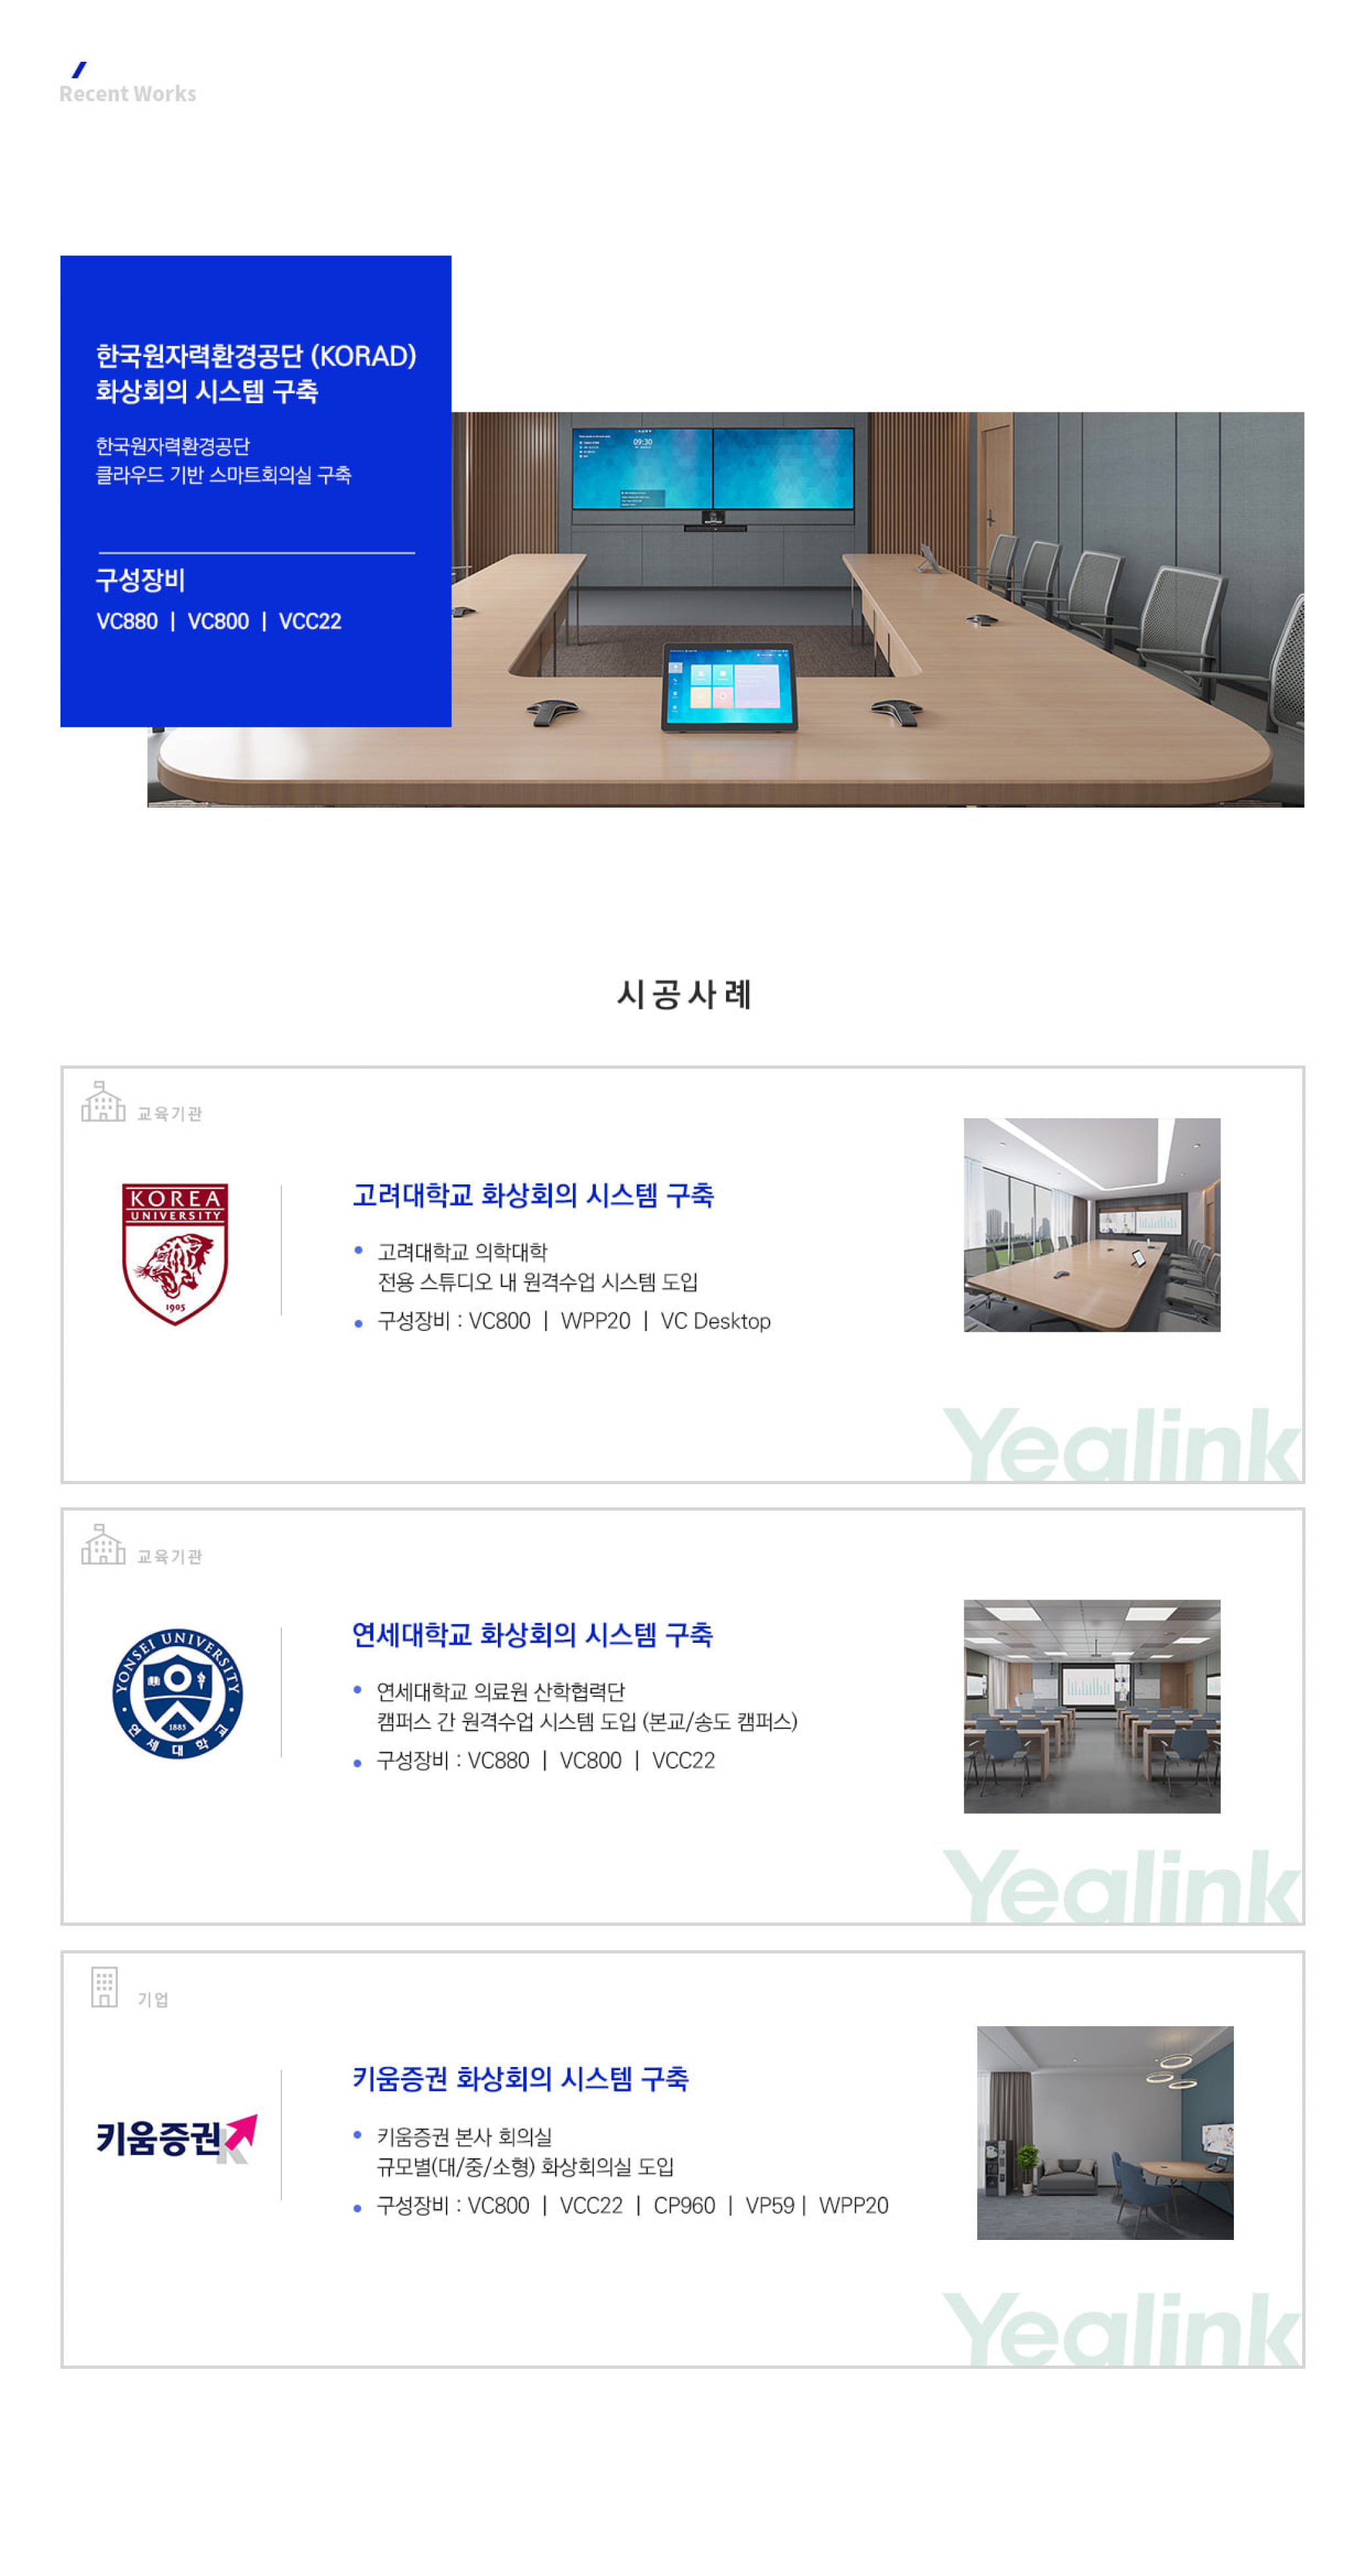 Recent Works
한국원자력환경공단 (KORAD)
화상회의 시스템 구축
한국원자력환경공단
클라우드 기반 스마트회의실 구축
구성장비
VC880 | VC800 | VCC22
09:30
시공사례
교육기관
KOREA
UNIVERSITY
1905
고려대학교 화상회의 시스템 구축
고려대학교 의학대학
전용 스튜디오 내 원격수업 시스템 도입
구성장비 : VC800 | WPP20 | VC Desktop
Yealink
교육기관
YONSEI UNIVERSITY
1885
연세대학교
연세대학교 화상회의 시스템 구축
연세대학교 의료원 산학협력단
캠퍼스 간 원격수업 시스템 도입 (본교/송도 캠퍼스)
구성장비 : VC880 | VC800 | VCC22
Yealink
기업
키움증권
키움증권 화상회의 시스템 구축
키움증권 본사 회의실
규모별(대/중/소형) 화상회의실 도입
구성장비 : VC800 | VCC22 | CP960 | VP59 | WPP20
Yealink